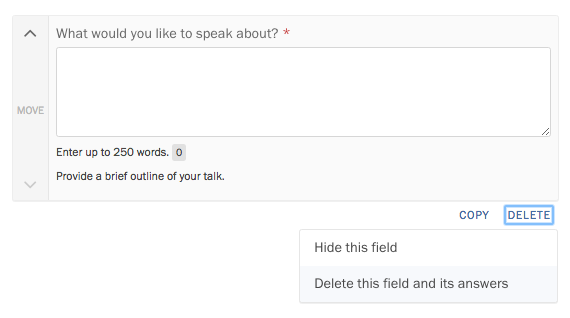 What would you like to speak about? *
MOVE
Enter up to 250 words. 0
Provide a brief outline of your talk.
COPY DELETE
Hide this field
Delete this field and its answers